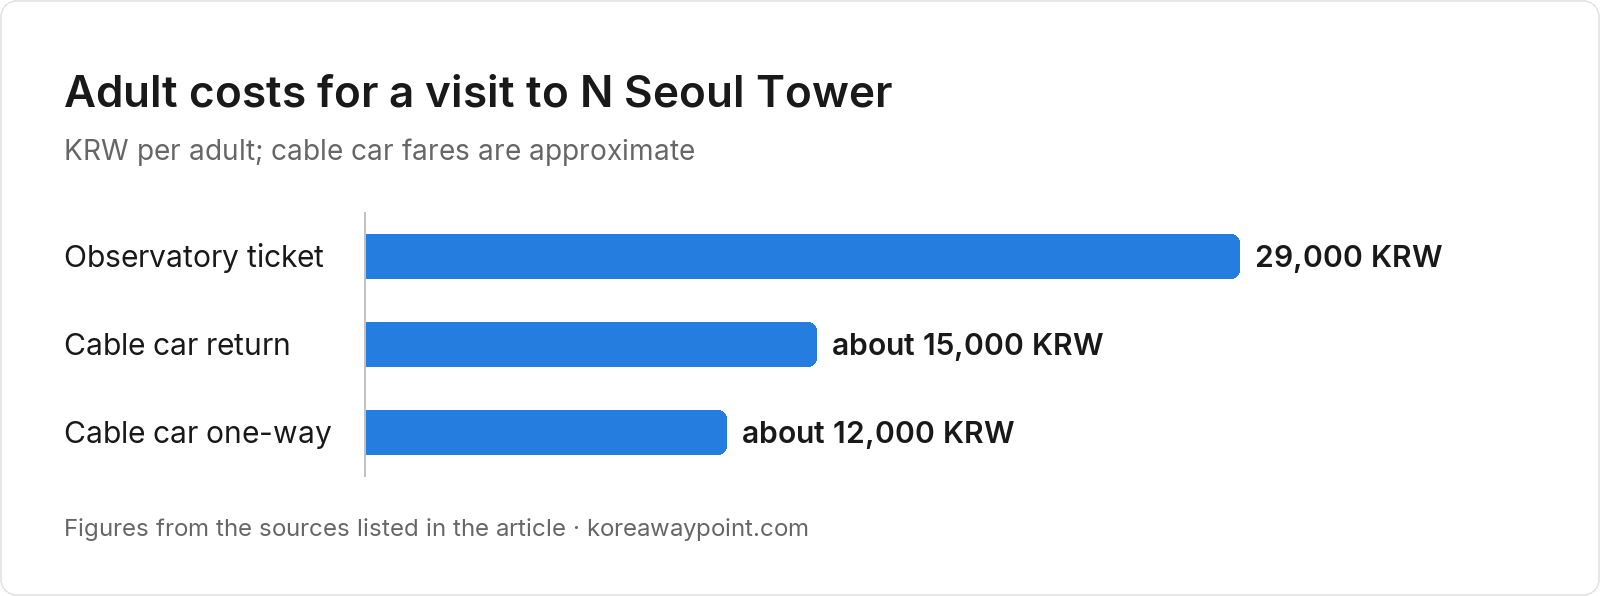 Adult costs for a visit to N Seoul Tower
KRW per adult; cable car fares are approximate
Observatory ticket 29,000 KRW
Cable car return about 15,000 KRW
Cable car one-way about 12,000 KRW
Figures from the sources listed in the article · koreawaypoint.com